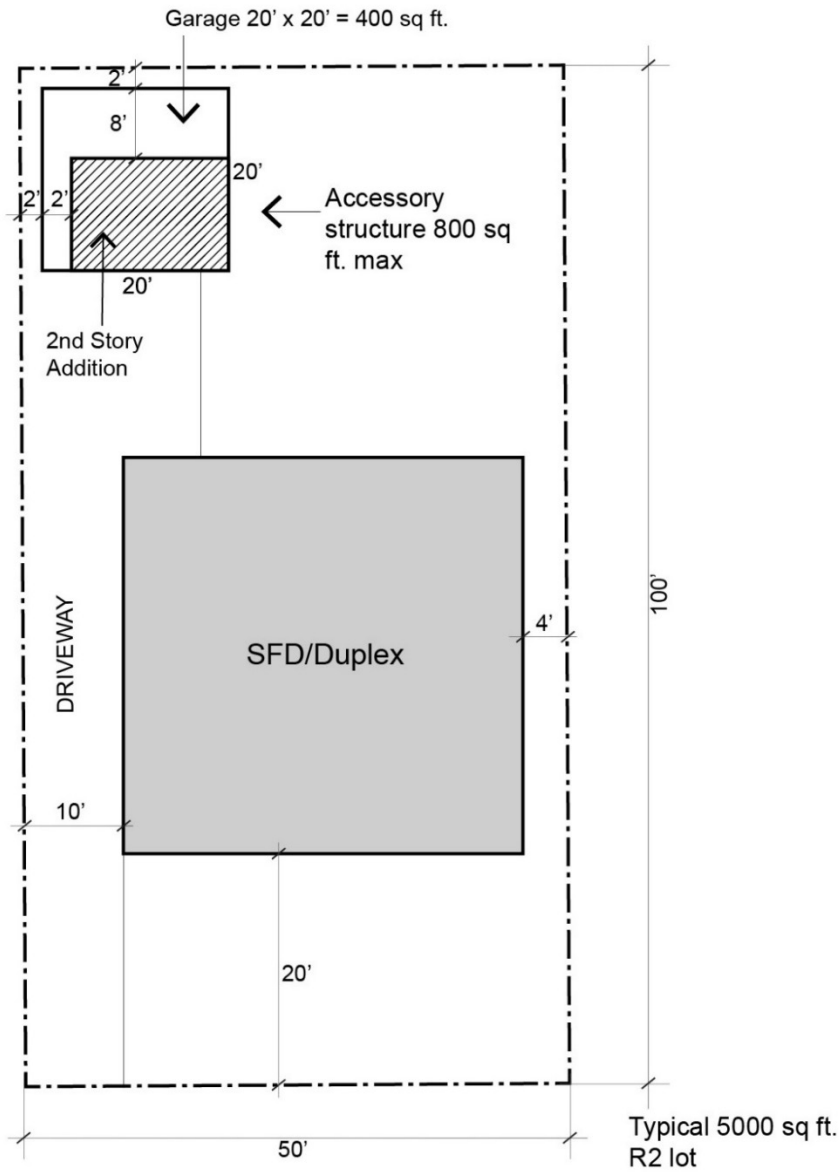 Garage 20’ x 20’ = 400 sq ft.
2’
8’
20’
2’
2’
Accessory
structure 800 sq
ft. max
20’
2nd Story
Addition
100’
4’
SFD/Duplex
DRIVEWAY
10’
20’
50’
Typical 5000 sq ft.
R2 lot